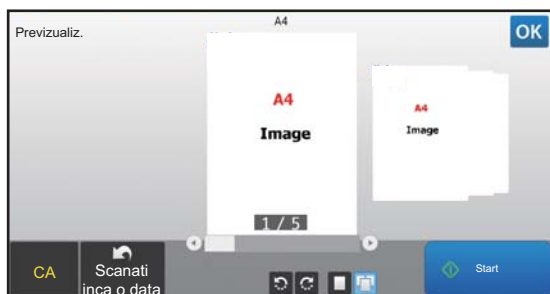 A4
Previzualiz.
OK
A4
Image
A4
Image
1 / 5
CA
Scanati
inca o data
Start